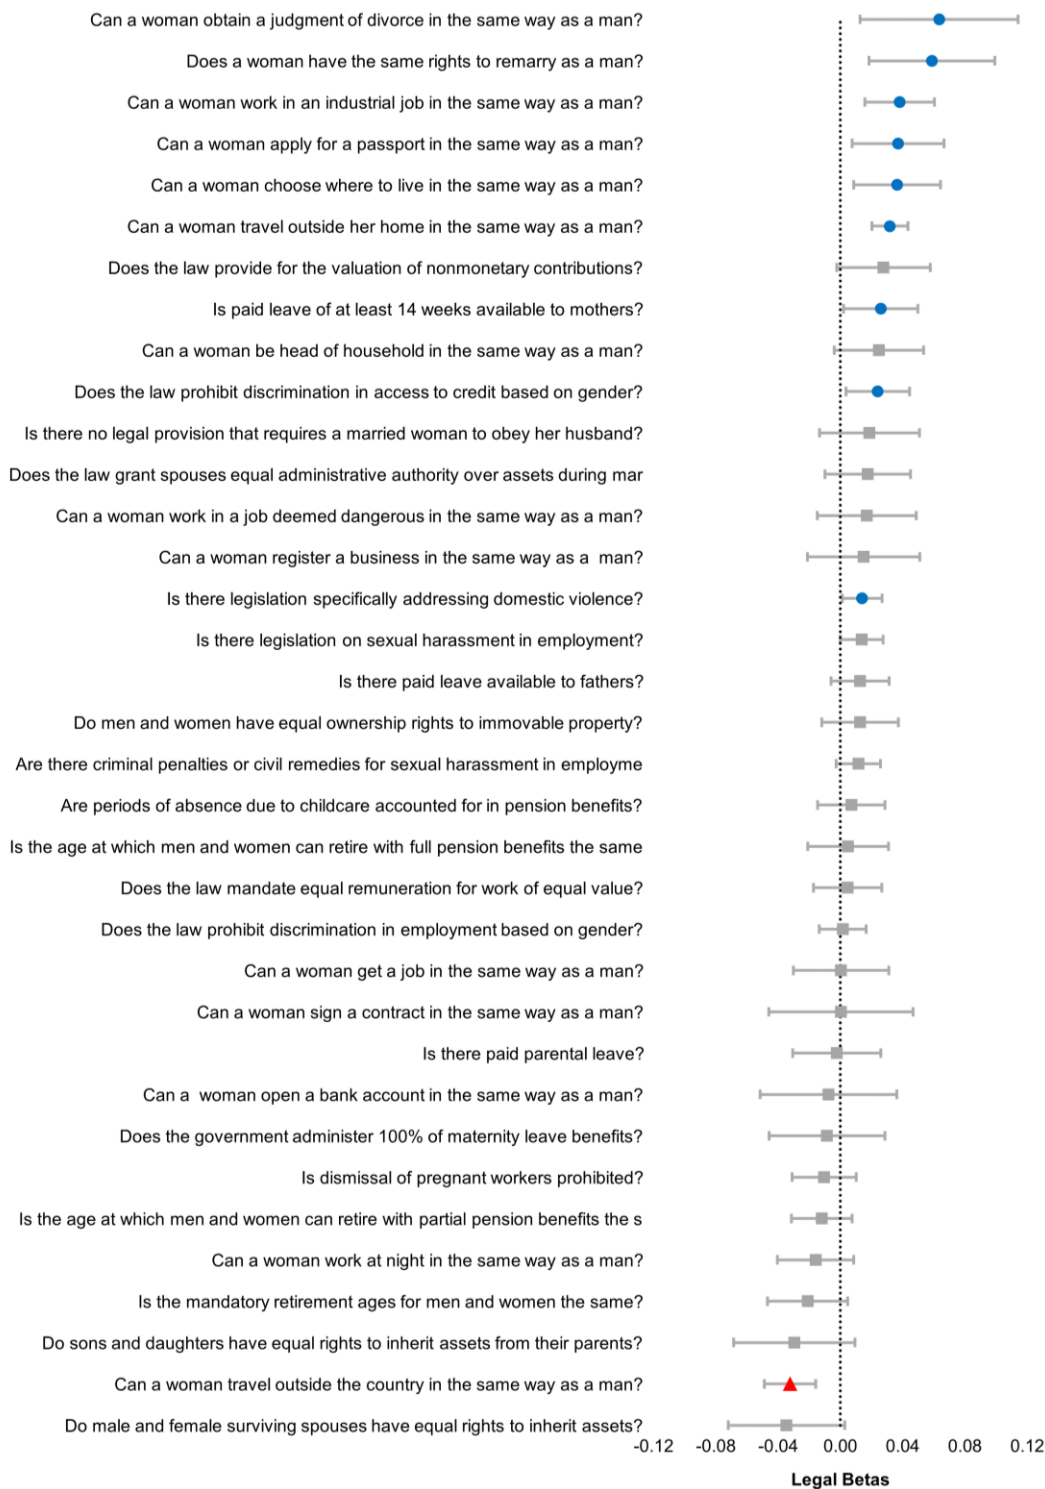 Can a woman obtain a judgment of divorce in the same way as a man?
Does a woman have the same rights to remarry as a man?
Can a woman work in an industrial job in the same way as a man?
Can a woman apply for a passport in the same way as a man?
Can a woman choose where to live in the same way as a man?
Can a woman travel outside her home in the same way as a man?
Does the law provide for the valuation of nonmonetary contributions?
Is paid leave of at least 14 weeks available to mothers?
Can a woman be head of household in the same way as a man?
Does the law prohibit discrimination in access to credit based on gender?
Is there no legal provision that requires a married woman to obey her husband?
Does the law grant spouses equal administrative authority over assets during mar
Can a woman work in a job deemed dangerous in the same way as a man?
Can a woman register a business in the same way as a  man?
Is there legislation specifically addressing domestic violence?
Is there legislation on sexual harassment in employment?
Is there paid leave available to fathers?
Do men and women have equal ownership rights to immovable property?
Are there criminal penalties or civil remedies for sexual harassment in employme
Are periods of absence due to childcare accounted for in pension benefits?
Is the age at which men and women can retire with full pension benefits the same
Does the law mandate equal remuneration for work of equal value?
Does the law prohibit discrimination in employment based on gender?
Can a woman get a job in the same way as a man?
Can a woman sign a contract in the same way as a man?
Is there paid parental leave?
Can a  woman open a bank account in the same way as a man?
Does the government administer 100% of maternity leave benefits?
Is dismissal of pregnant workers prohibited?
Is the age at which men and women can retire with partial pension benefits the s
Can a woman work at night in the same way as a man?
Is the mandatory retirement ages for men and women the same?
Do sons and daughters have equal rights to inherit assets from their parents?
Can a woman travel outside the country in the same way as a man?
Do male and female surviving spouses have equal rights to inherit assets?
-0.12 -0.08 -0.04 0.00 0.04 0.08 0.12
Legal Betas